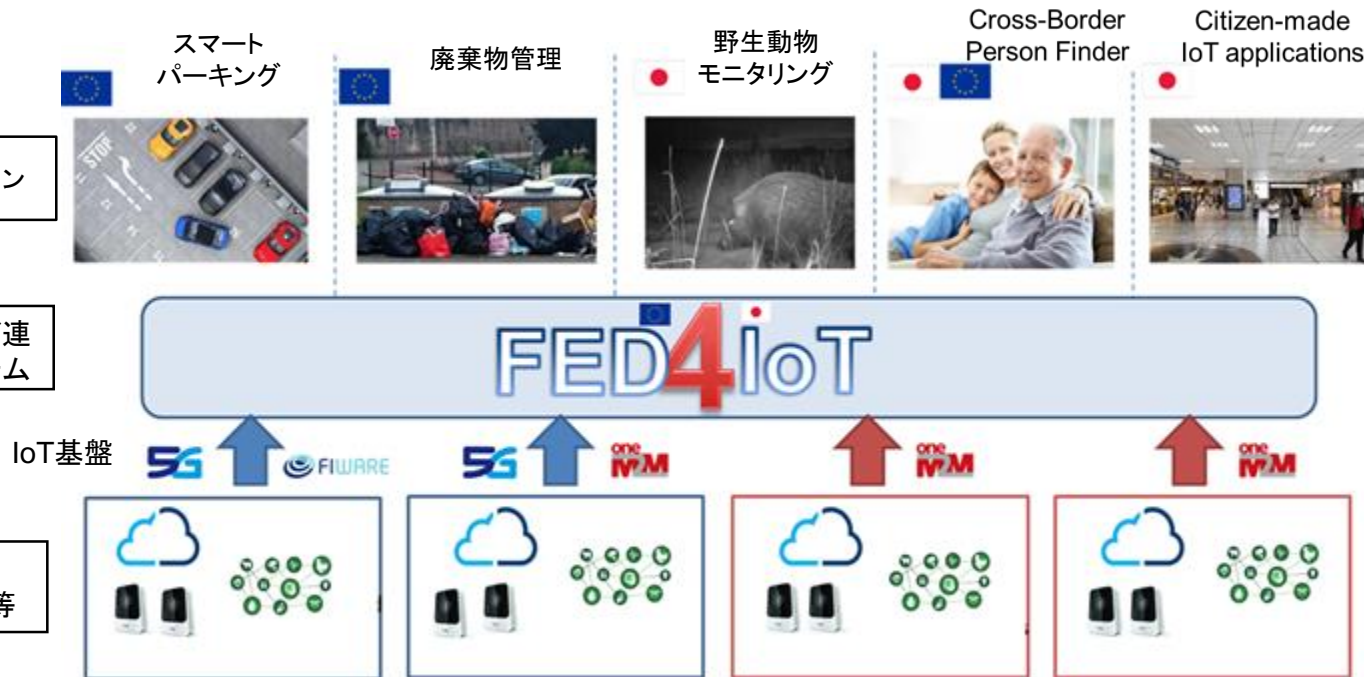 スマート
パーキング
廃棄物管理
野生動物
モニタリング
Cross-Border
Person Finder
Citizen-made
IoT applications
STOP
ン
連
ム
FED4IoT
IoT基盤
5G
FIWARE
5G
one
M2M
one
M2M
one
M2M
等